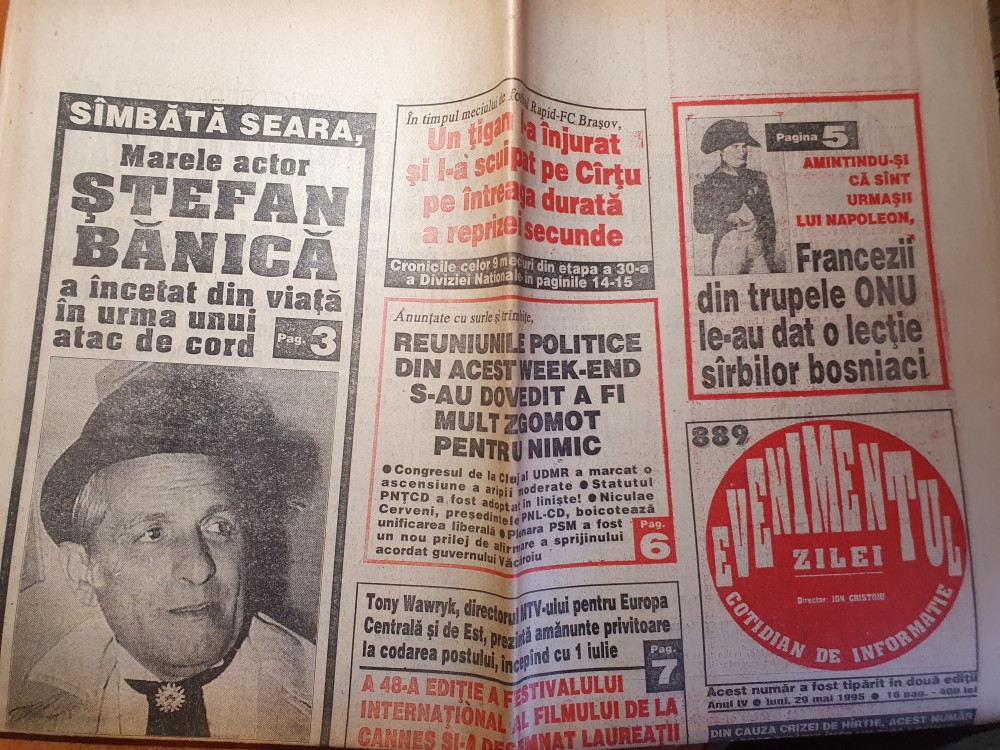 SÎMBĂTĂ SEARA,
Marele actor
ŞTEFAN
BĂNICĂ
a încetat din viaţă
în urma unui
atac de cord
Pag. 3
În timpul meciului de Rapid-FC Braşov,
Un ţigan l-a înjurat
şi l-a scuipat pe Cîrţu
pe întreaga durată
a reprizei secunde
Cronicile celor 9 meciuri din etapa a 30-a
a Diviziei Naţionale-în paginile 14-15
Anunţate cu surle şi trîmbiţe,
REUNIUNILE POLITICE
DIN ACEST WEEK-END
S-AU DOVEDIT A FI
MULT ZGOMOT
PENTRU NIMIC
● Congresul de la Cluj al UDMR a marcat o
ascensiune a aripii moderate ● Statutul
PNŢCD a fost adoptat în linişte! ● Niculae
Cerveni, preşedintele PNL-CD, boicotează
unificarea liberală ● Plenara PSM a fost
un nou prilej de afirmare a sprijinului
acordat guvernului Văcăroiu
Pag. 6
Tony Wawryk, directorul MTV-ului pentru Europa
Centrală şi de Est, prezintă amănunte privitoare
la codarea postului, începînd cu 1 iulie
Pag. 7
A 48-A EDIŢIE A FESTIVALULUI
INTERNAŢIONAL AL FILMULUI DE LA
CANNES ŞI-A DESEMNAT LAUREAŢII
Pagina 5
AMINTINDU-ŞI
CĂ SÎNT
URMAŞII
LUI NAPOLEON,
Francezii
din trupele ONU
le-au dat o lecţie
sîrbilor bosniaci
889
EVENIMENTUL
ZILEI
Director: ION CRISTOIU
COTIDIAN DE INFORMAŢIE
Acest număr a fost tipărit în două ediţii
Anul IV ● luni, 29 mai 1995 ● 16 pag. - 400 lei
DIN CAUZA CRIZEI DE HÎRTIE, ACEST NUMĂR